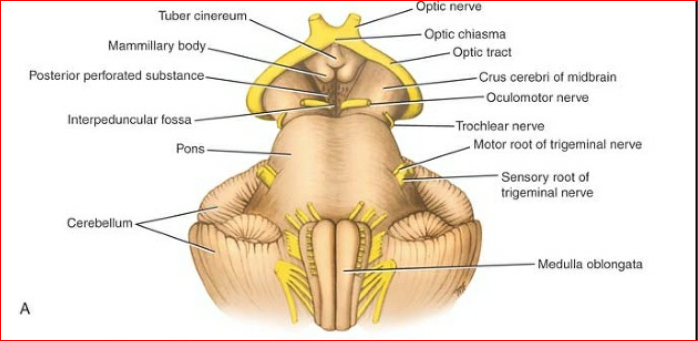 Tuber cinereum
Mammillary body
Posterior perforated substance
Interpeduncular fossa
Pons
Cerebellum
A
Optic nerve
Optic chiasma
Optic tract
Crus cerebri of midbrain
Oculomotor nerve
Trochlear nerve
Motor root of trigeminal nerve
Sensory root of
trigeminal nerve
Medulla oblongata